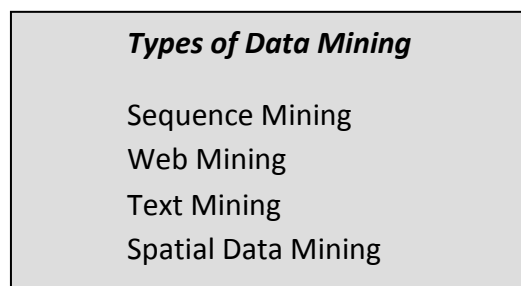 Types of Data Mining
Sequence Mining
Web Mining
Text Mining
Spatial Data Mining